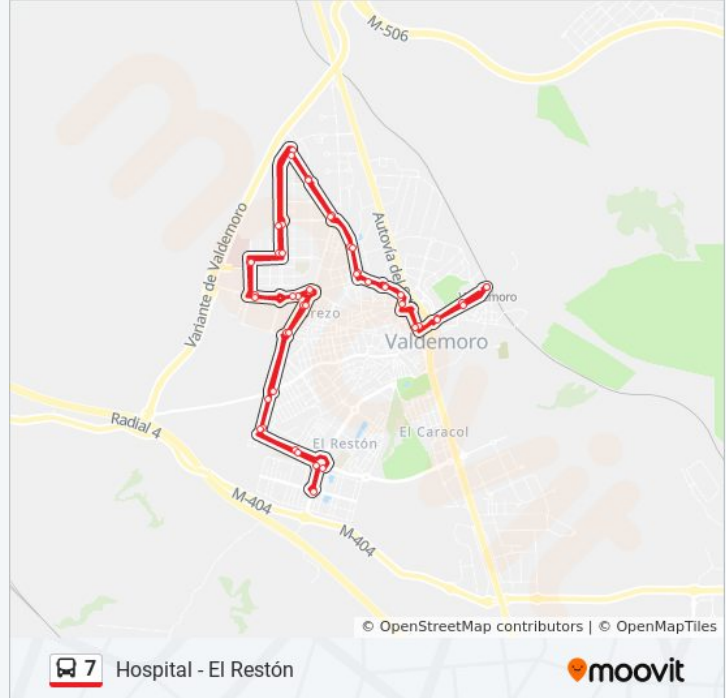 M-506
Variante de Valdemoro
Autovía del
Valdemoro
El Restón
El Caracol
Radial 4
M-404
M-404
© OpenStreetMap contributors | © OpenMapTiles
7 Hospital - El Restón
moovit